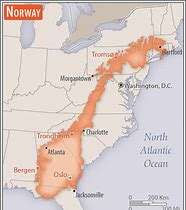 NORWAY
Tromsø
Hartford
Morgantown
Washington, D.C.
Trondheim
Charlotte
Atlanta
North
Atlantic
Ocean
Bergen
Oslo
Jacksonville
200 Km
200 Mi